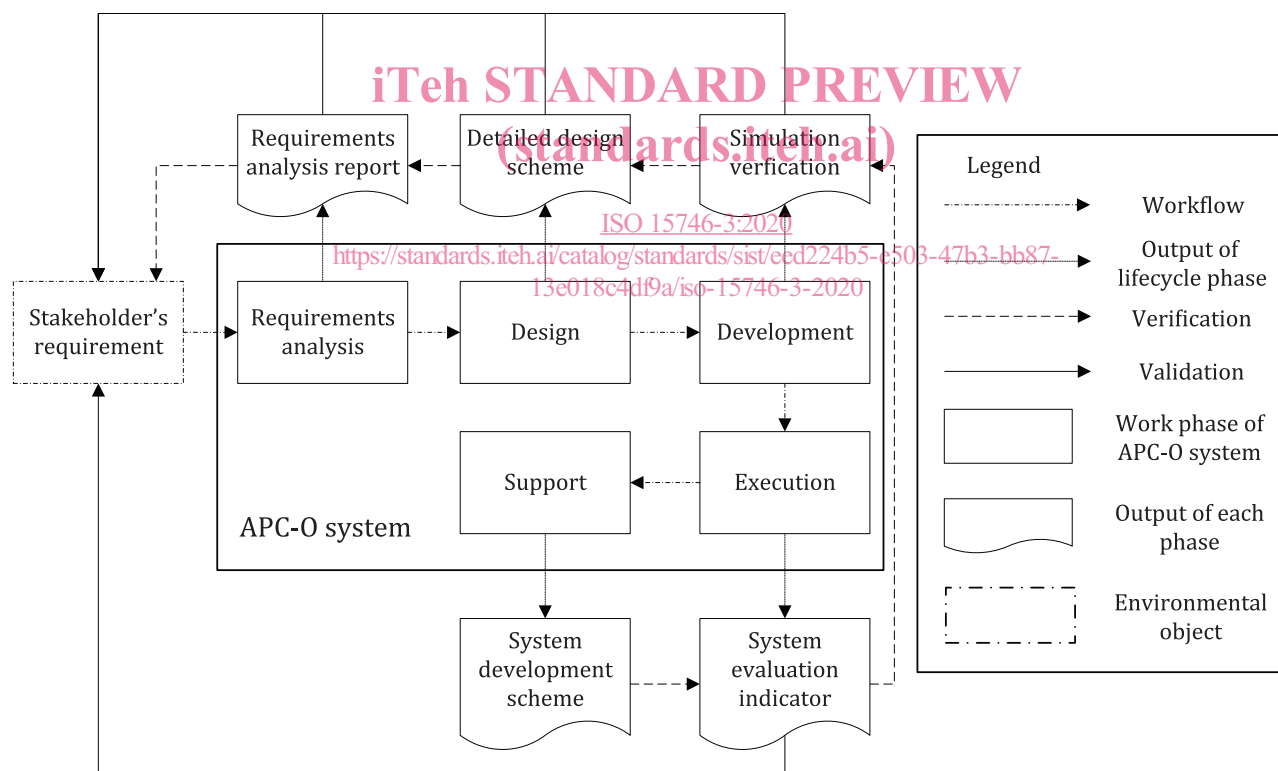 iTeh STANDARD PREVIEW
(standards.iteh.ai)
ISO 15746-3:2020
https://standards.iteh.ai/catalog/standards/sist/eed224b5-e503-47b3-bb87-
13e018c4df9a/iso-15746-3-2020
Requirements
analysis report
Detailed design
scheme
Simulation
verfication
Stakeholder's
requirement
Requirements
analysis
Design
Development
Support
Execution
APC-O system
System
development
scheme
System
evaluation
indicator
Legend
Workflow
Output of
lifecycle phase
Verification
Validation
Work phase of
APC-O system
Output of each
phase
Environmental
object